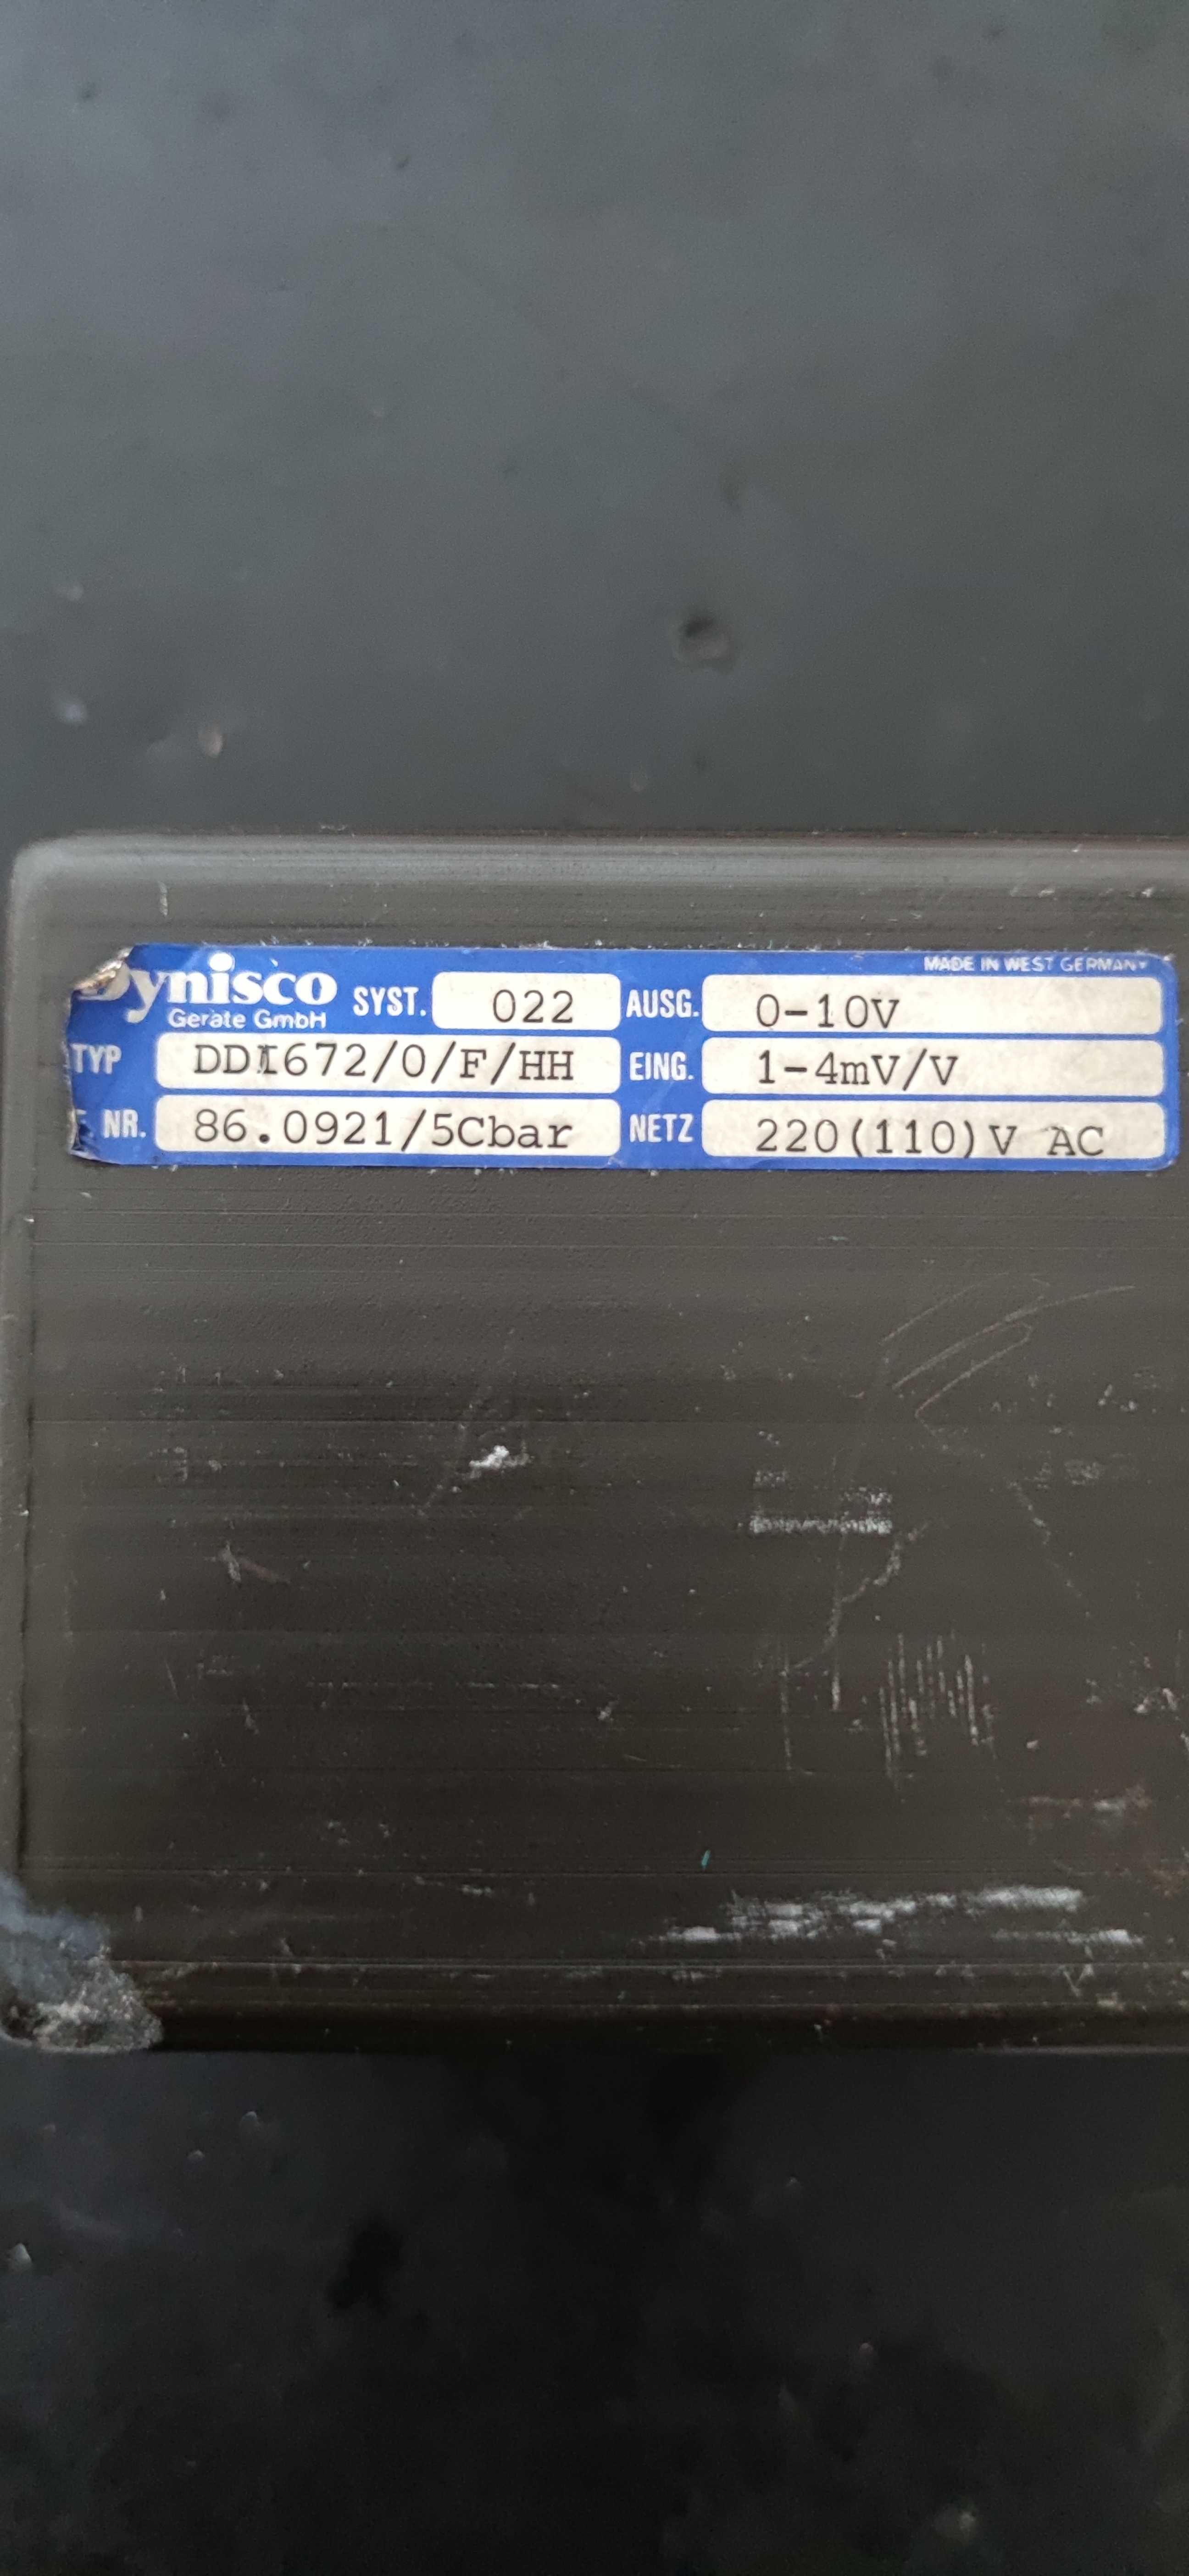 Dynisco
Geräte GmbH
SYST. 022
TYP DDI672/0/F/HH
F. NR. 86.0921/5Cbar
MADE IN WEST GERMANY
AUSG. 0-10V
EING. 1-4mV/V
NETZ 220(110)V AC